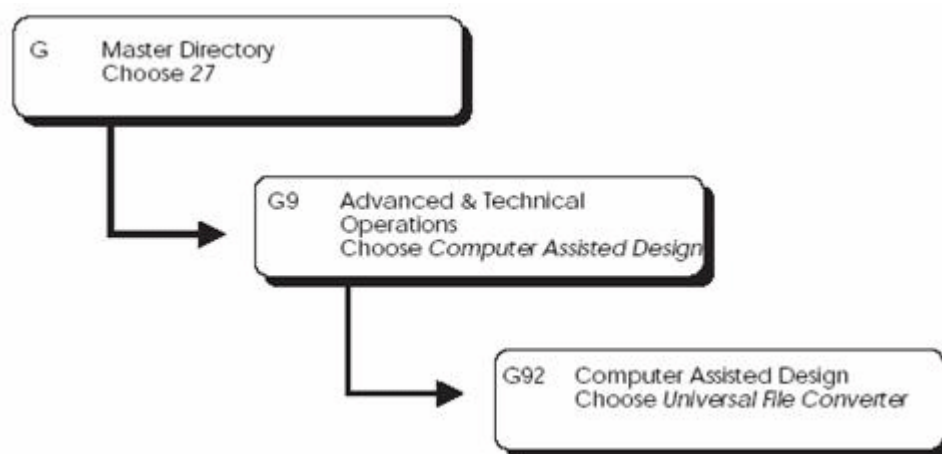 G Master Directory
Choose 27
G9 Advanced & Technical
Operations
Choose Computer Assisted Design
G92 Computer Assisted Design
Choose Universal File Converter